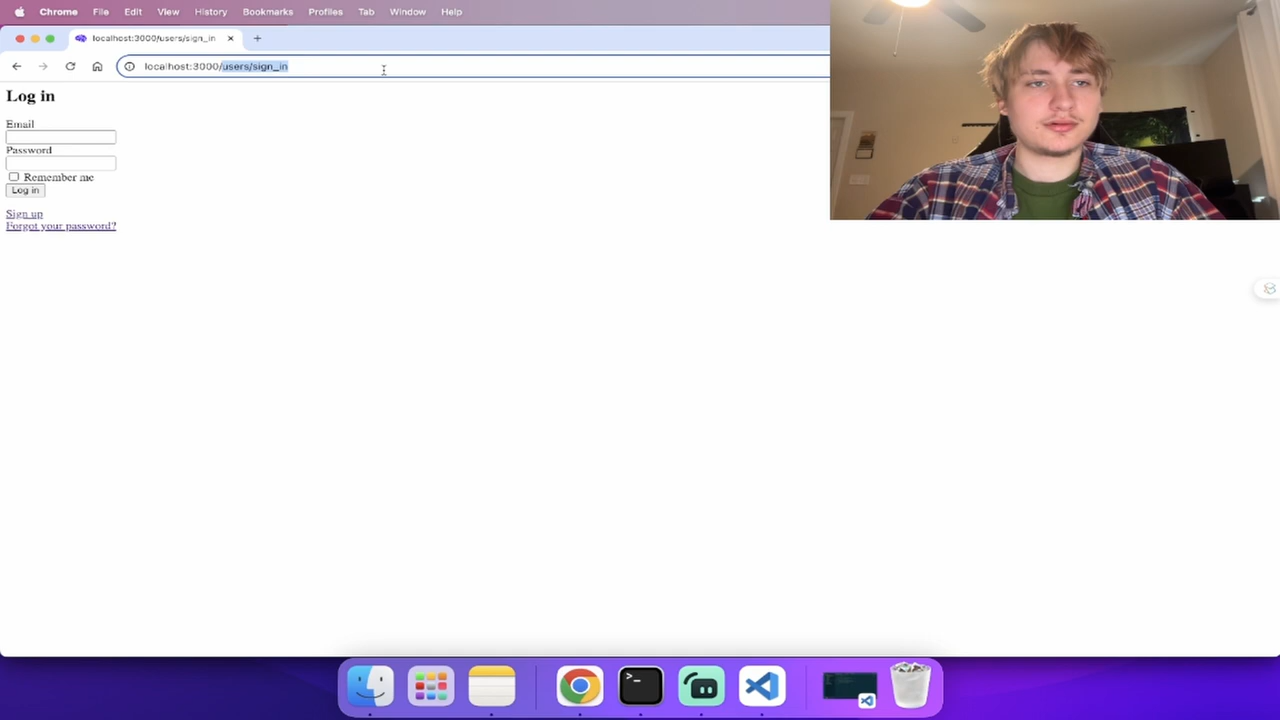 Chrome File Edit View History Bookmarks Profiles Tab Window Help
localhost:3000/users/sign_in
localhost:3000/users/sign_in
Log in
Email
Password
Remember me
Log in
Sign up
Forgot your password?